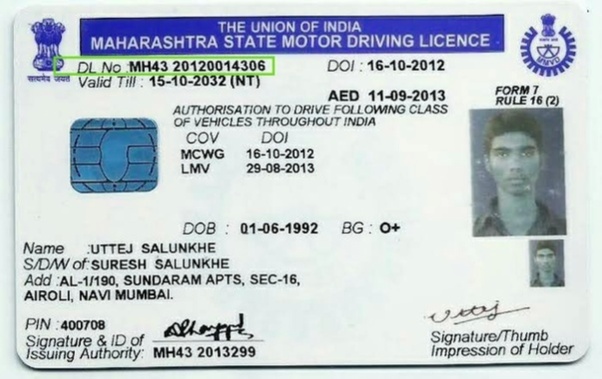 THE UNION OF INDIA
MAHARASHTRA STATE MOTOR DRIVING LICENCE
सत्यमेव जयते
MMVD
DL No : MH43 20120014306 DOI : 16-10-2012
Valid Till : 15-10-2032 (NT)
AED 11-09-2013
FORM 7
RULE 16 (2)
AUTHORISATION TO DRIVE FOLLOWING CLASS
OF VEHICLES THROUGHOUT INDIA
COV DOI
MCWG 16-10-2012
LMV 29-08-2013
DOB : 01-06-1992 BG : O+
Name :UTTEJ SALUNKHE
S/D/W of:SURESH SALUNKHE
Add :AL-1/190, SUNDARAM APTS, SEC-16,
AIROLI, NAVI MUMBAI.
PIN :400708
Signature & ID of
Issuing Authority: MH43 2013299
Uttej
Signature/Thumb
Impression of Holder